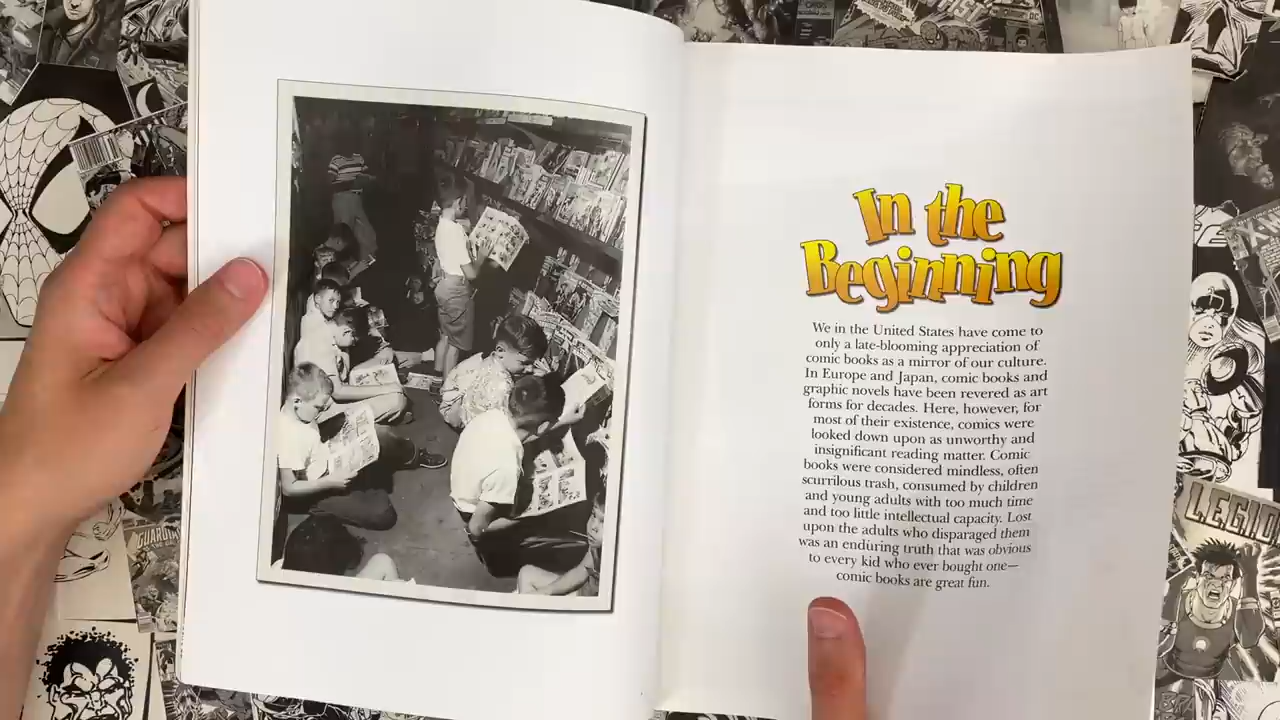 In the
Beginning
We in the United States have come to
only a late-blooming appreciation of
comic books as a mirror of our culture.
In Europe and Japan, comic books and
graphic novels have been revered as art
forms for decades. Here, however, for
most of their existence, comics were
looked down upon as unworthy and
insignificant reading matter. Comic
books were considered mindless, often
scurrilous trash, consumed by children
and young adults with too much time
and too little intellectual capacity. Lost
upon the adults who disparaged them
was an enduring truth that was obvious
to every kid who ever bought one—
comic books are great fun.
LEGION